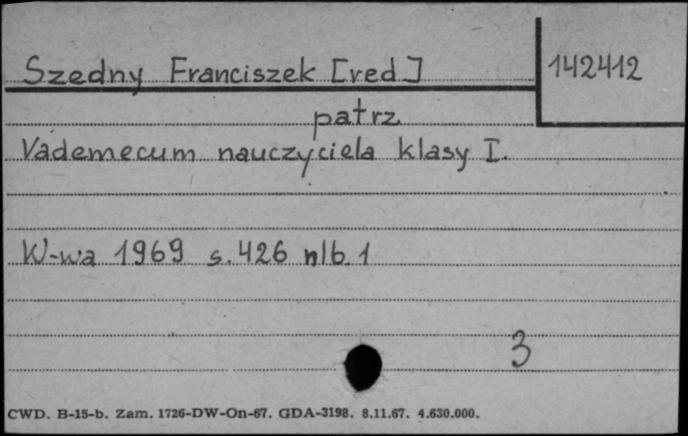 Szedny Franciszek [red]
142412
patrz
Vademecum nauczyciela klasy I.
W-wa 1969 s. 426 nlb. 1
3
CWD. B-15-b. Zam. 1726-DW-On-67. GDA-3198. 8.11.67. 4.630.000.